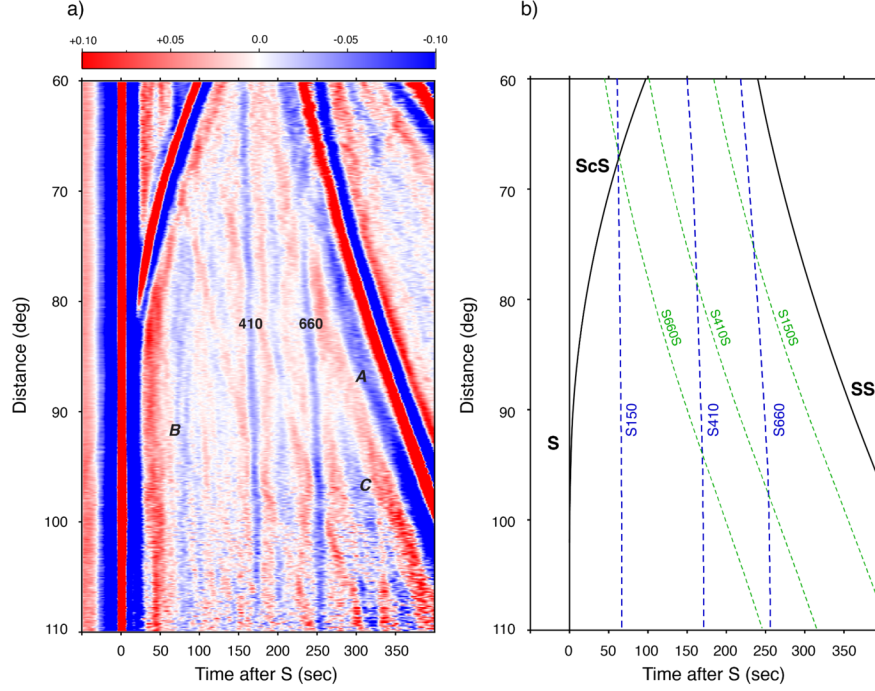 a)
b)
+0.10 +0.05 0.0 -0.05 -0.10
60
70
80
90
100
110
Distance (deg)
410
660
A
B
C
0 50 100 150 200 250 300 350
Time after S (sec)
60
70
80
90
100
110
Distance (deg)
ScS
S
SS
S660S
S410S
S150S
S150
S410
S660
0 50 100 150 200 250 300 350
Time after S (sec)